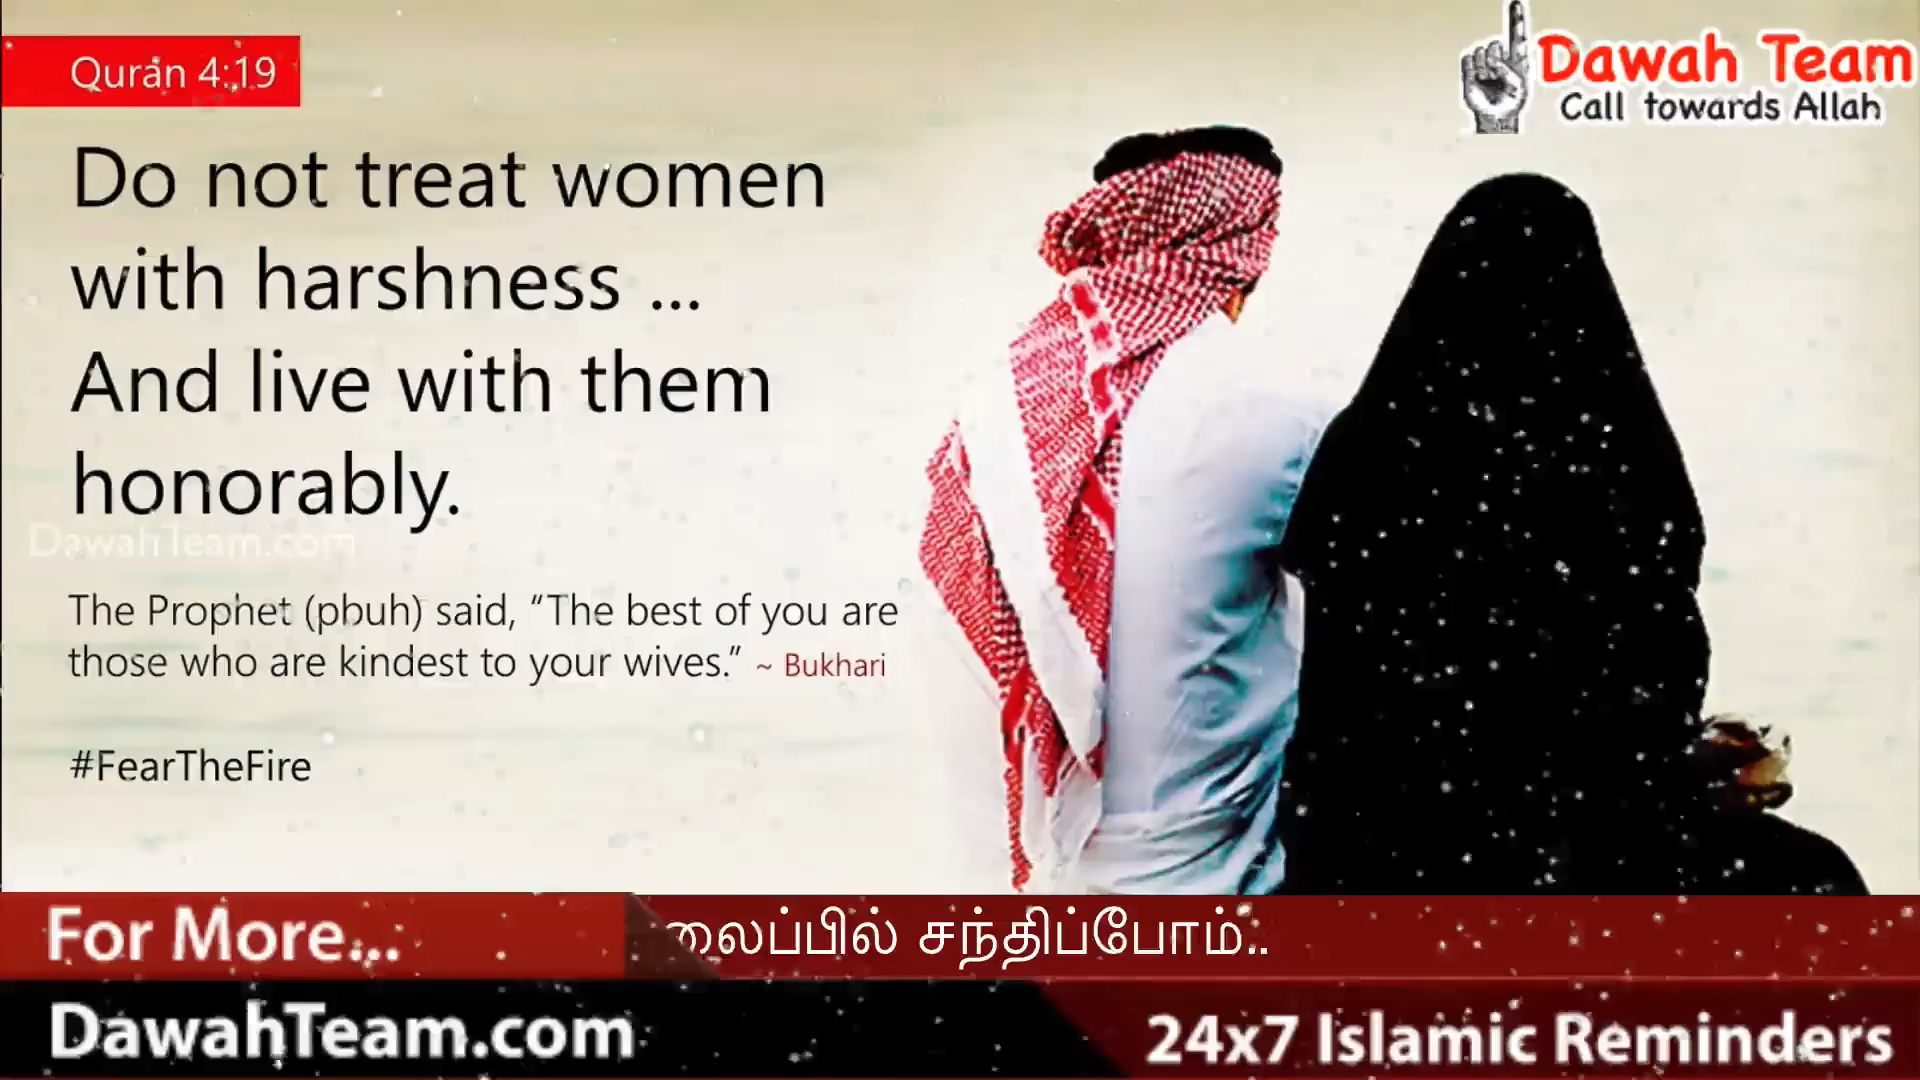 Quran 4:19
Dawah Team
Call towards Allah
Do not treat women
with harshness ...
And live with them
honorably.
DawahTeam.com
The Prophet (pbuh) said, “The best of you are
those who are kindest to your wives.” ~ Bukhari
#FearTheFire
For More...
சந்திப்போம்..
DawahTeam.com
24x7 Islamic Reminders